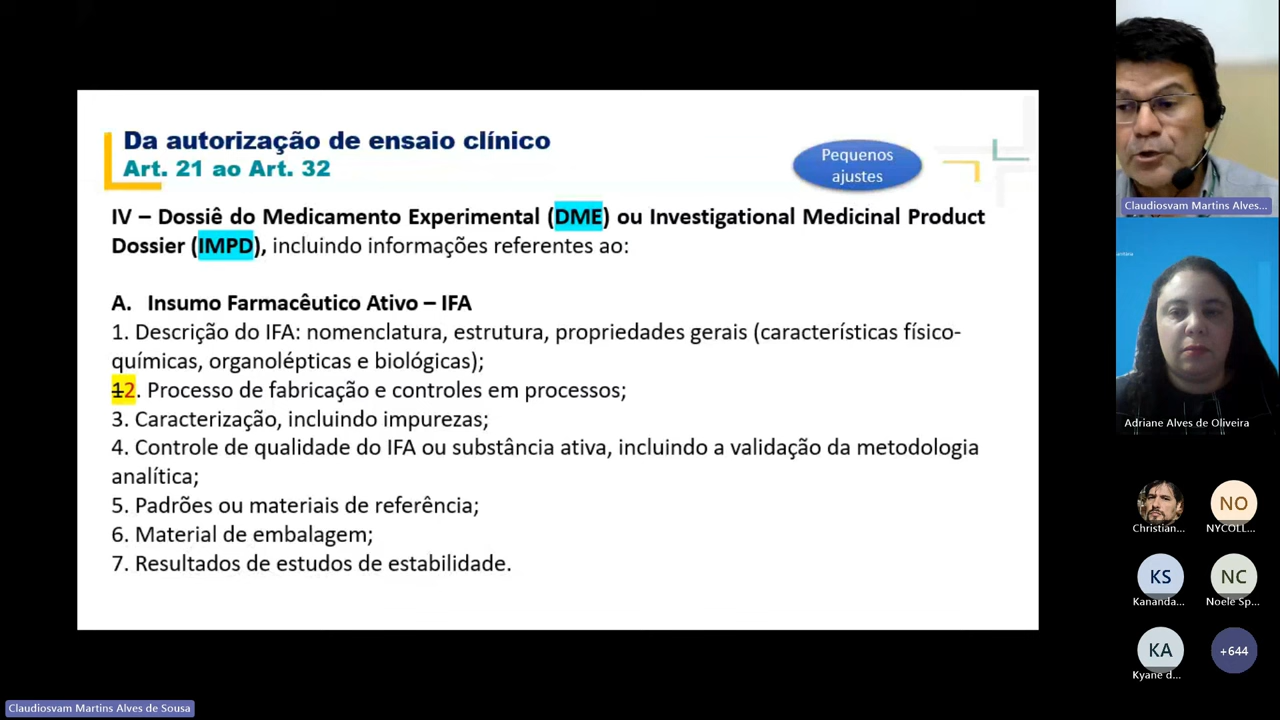 Da autorização de ensaio clínico
Art. 21 ao Art. 32
Pequenos
ajustes
IV – Dossiê do Medicamento Experimental (DME) ou Investigational Medicinal Product
Dossier (IMPD), incluindo informações referentes ao:
A. Insumo Farmacêutico Ativo – IFA
1. Descrição do IFA: nomenclatura, estrutura, propriedades gerais (características físico-
químicas, organolépticas e biológicas);
12. Processo de fabricação e controles em processos;
3. Caracterização, incluindo impurezas;
4. Controle de qualidade do IFA ou substância ativa, incluindo a validação da metodologia
analítica;
5. Padrões ou materiais de referência;
6. Material de embalagem;
7. Resultados de estudos de estabilidade.
Claudiosvam Martins Alves...
Adriane Alves de Oliveira
Christian...
NO
NYCOLL...
KS
Kananda...
NC
Noele Sp...
KA
Kyane d...
+644
Claudiosvam Martins Alves de Sousa